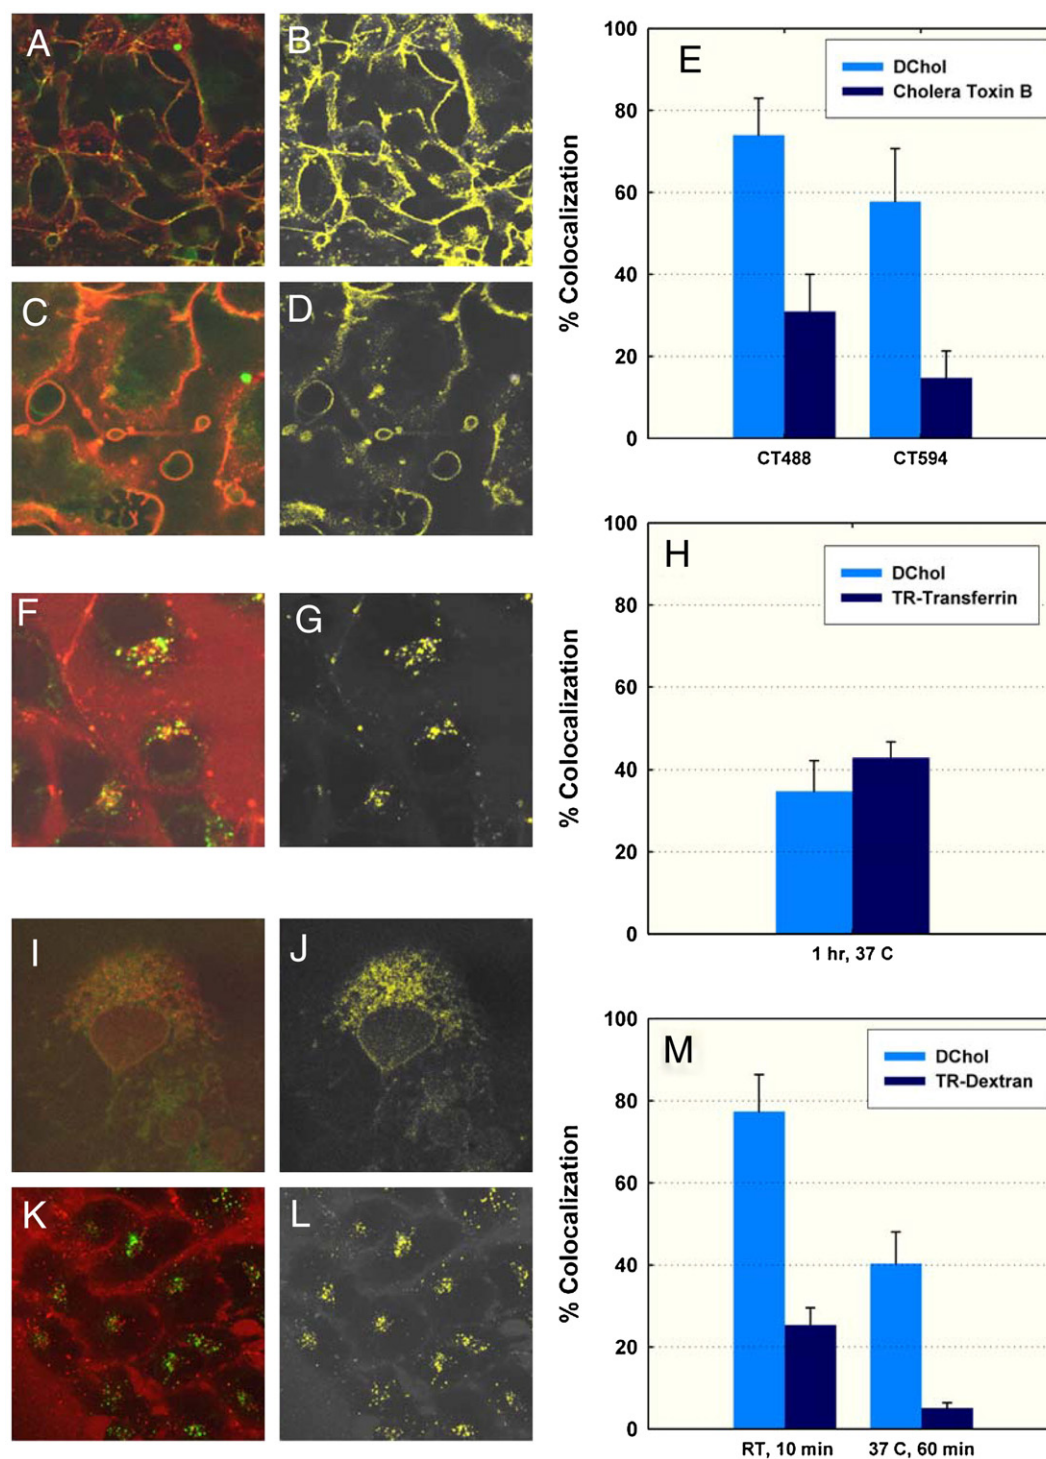 A
B
C
D
E
DChol
Cholera Toxin B
% Colocalization
100
80
60
40
20
0
CT488
CT594
F
G
H
DChol
TR-Transferrin
% Colocalization
100
80
60
40
20
0
1 hr, 37 C
I
J
K
L
M
DChol
TR-Dextran
% Colocalization
100
80
60
40
20
0
RT, 10 min
37 C, 60 min